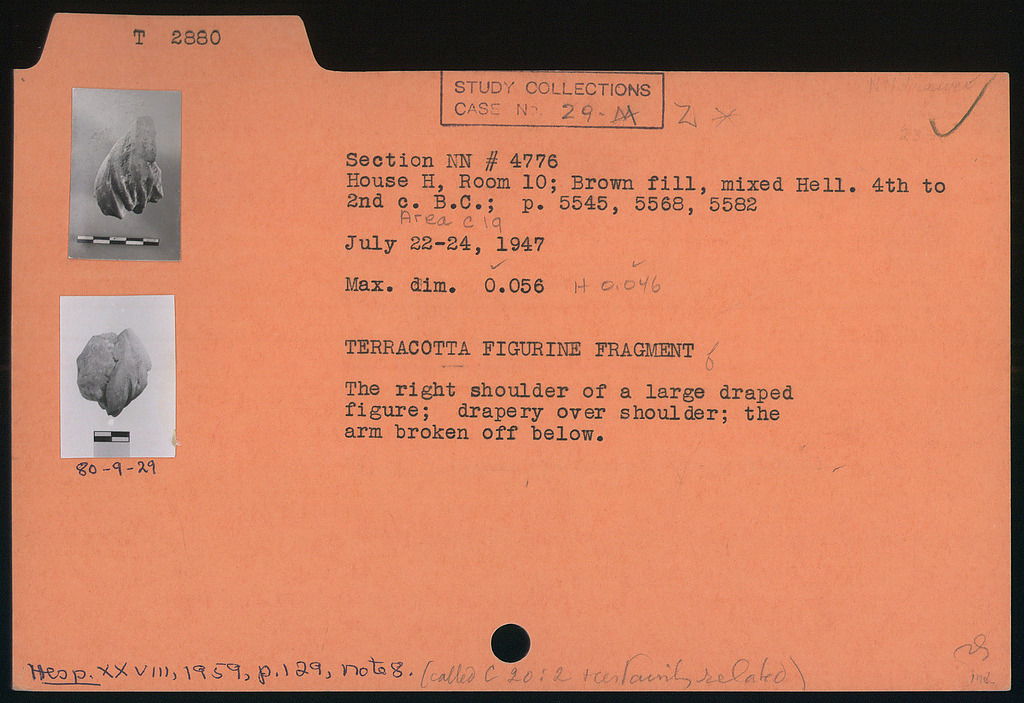 T 2880
STUDY COLLECTIONS
CASE No. 29-
Z
Section NN # 4776
House H, Room 10; Brown fill, mixed Hell. 4th to
2nd c. B.C.; p. 5545, 5568, 5582
Area C 19
July 22-24, 1947
Max. dim. 0.056 H 0.046
TERRACOTTA FIGURINE FRAGMENT
The right shoulder of a large draped
figure; drapery over shoulder; the
arm broken off below.
80-9-29
Hesp. XXVIII, 1959, p.129, note 8. (called C 20:2 + certainly related)